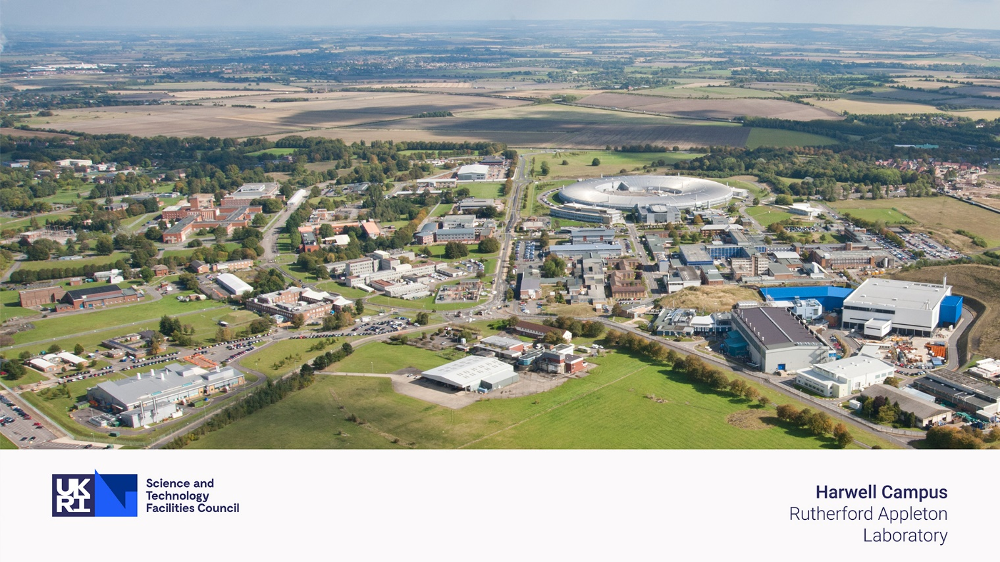 UK
RI
Science and
Technology
Facilities Council
Harwell Campus
Rutherford Appleton
Laboratory